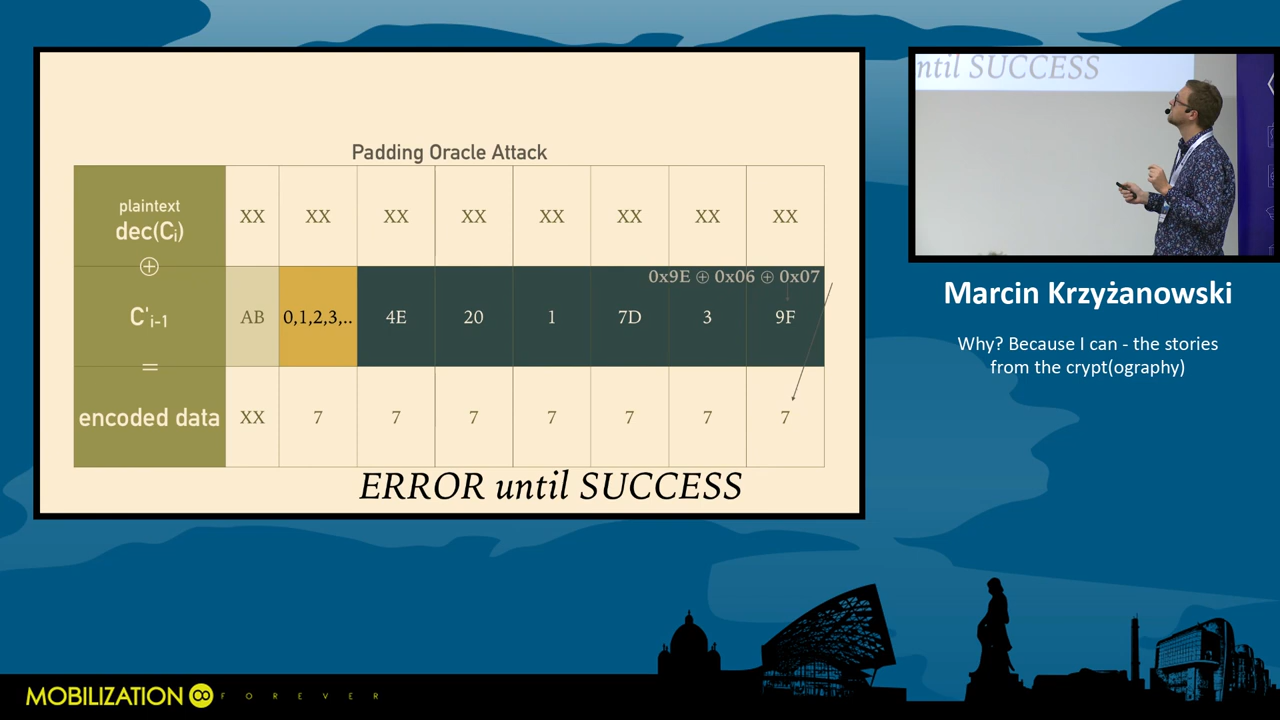 Padding Oracle Attack
plaintext
dec(Cᵢ)
XX XX XX XX XX XX XX XX
⊕
0x9E ⊕ 0x06 ⊕ 0x07
C'ᵢ₋₁
AB 0,1,2,3,.. 4E 20 1 7D 3 9F
=
encoded data
XX 7 7 7 7 7 7 7
ERROR until SUCCESS
ntil SUCCESS
Marcin Krzyżanowski
Why? Because I can - the stories
from the crypt(ography)
MOBILIZATION 8 FOREVER